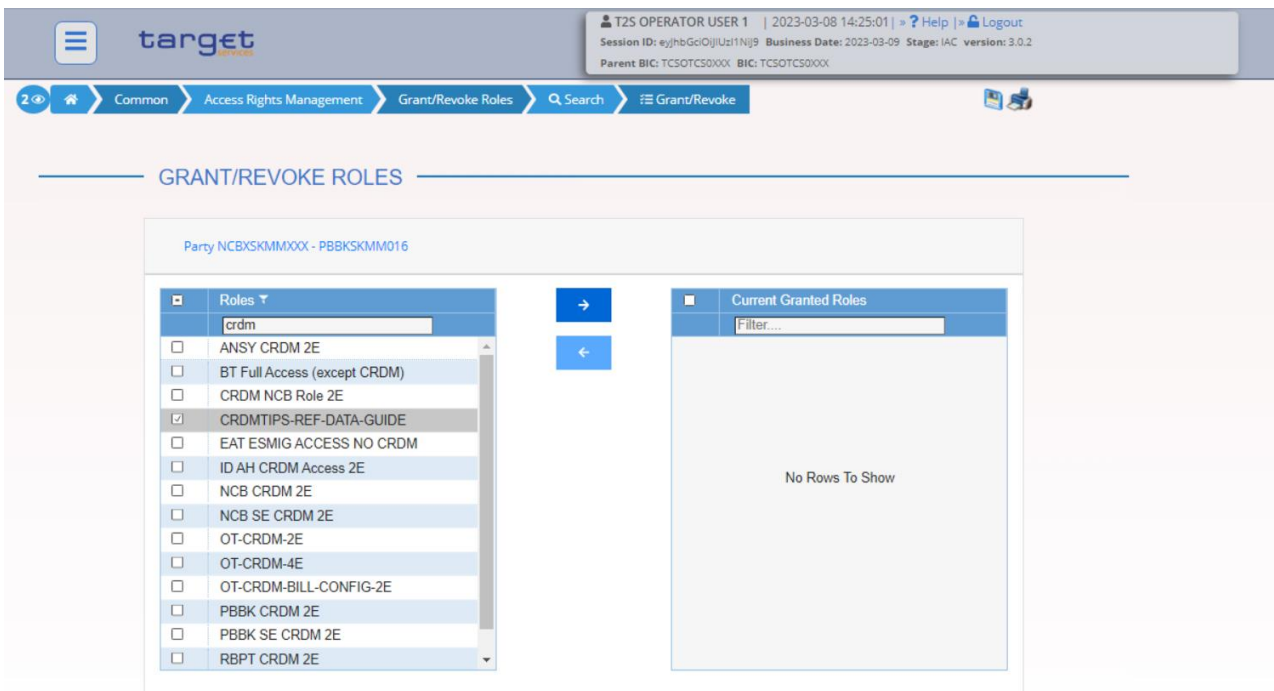 T2S OPERATOR USER 1 | 2023-03-08 14:25:01 | » ? Help | » Logout
target
services
Session ID: eyJhbGciOiJIUzI1NiJ9 Business Date: 2023-03-09 Stage: IAC version: 3.0.2
Parent BIC: TCSOTCS0XXX BIC: TCSOTCS0XXX
2 Common Access Rights Management Grant/Revoke Roles Search Grant/Revoke
GRANT/REVOKE ROLES
Party NCBXSKMMXXX - PBBKSKMM016
Roles
crdm
ANSY CRDM 2E
BT Full Access (except CRDM)
CRDM NCB Role 2E
CRDMTIPS-REF-DATA-GUIDE
EAT ESMIG ACCESS NO CRDM
ID AH CRDM Access 2E
NCB CRDM 2E
NCB SE CRDM 2E
OT-CRDM-2E
OT-CRDM-4E
OT-CRDM-BILL-CONFIG-2E
PBBK CRDM 2E
PBBK SE CRDM 2E
RBPT CRDM 2E
Current Granted Roles
Filter....
No Rows To Show